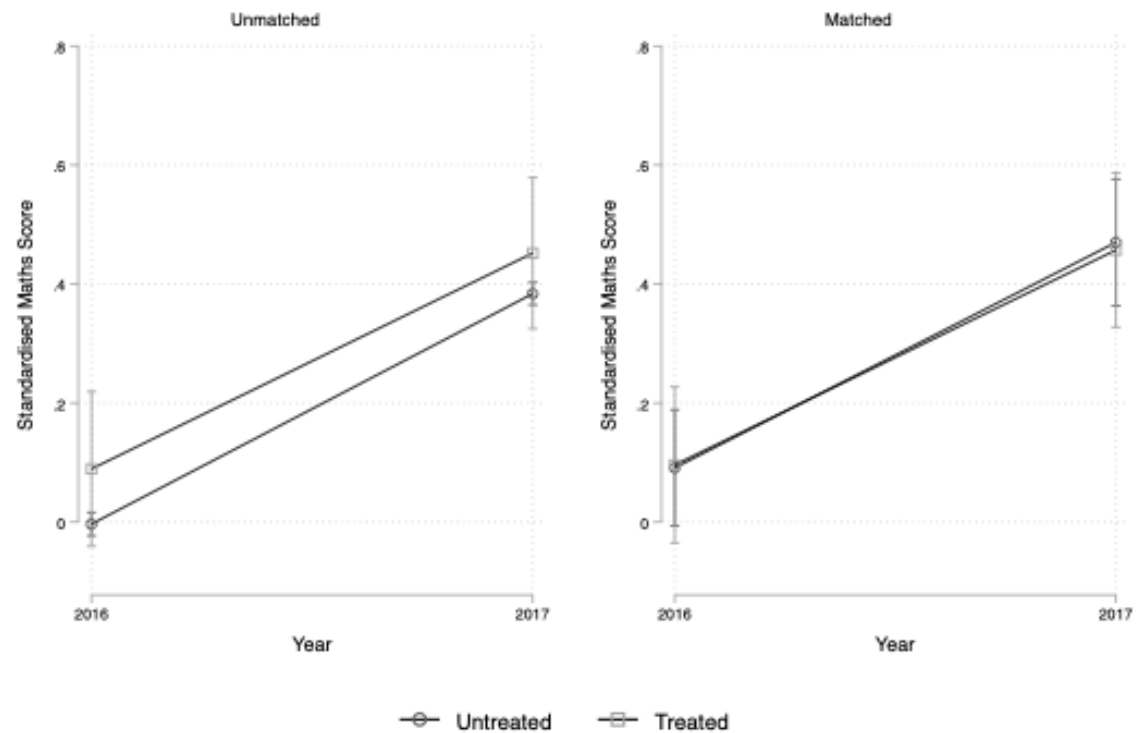 Unmatched
Matched
.8
.6
.4
.2
0
Standardised Maths Score
2016
2017
Year
.8
.6
.4
.2
0
Standardised Maths Score
2016
2017
Year
Untreated
Treated